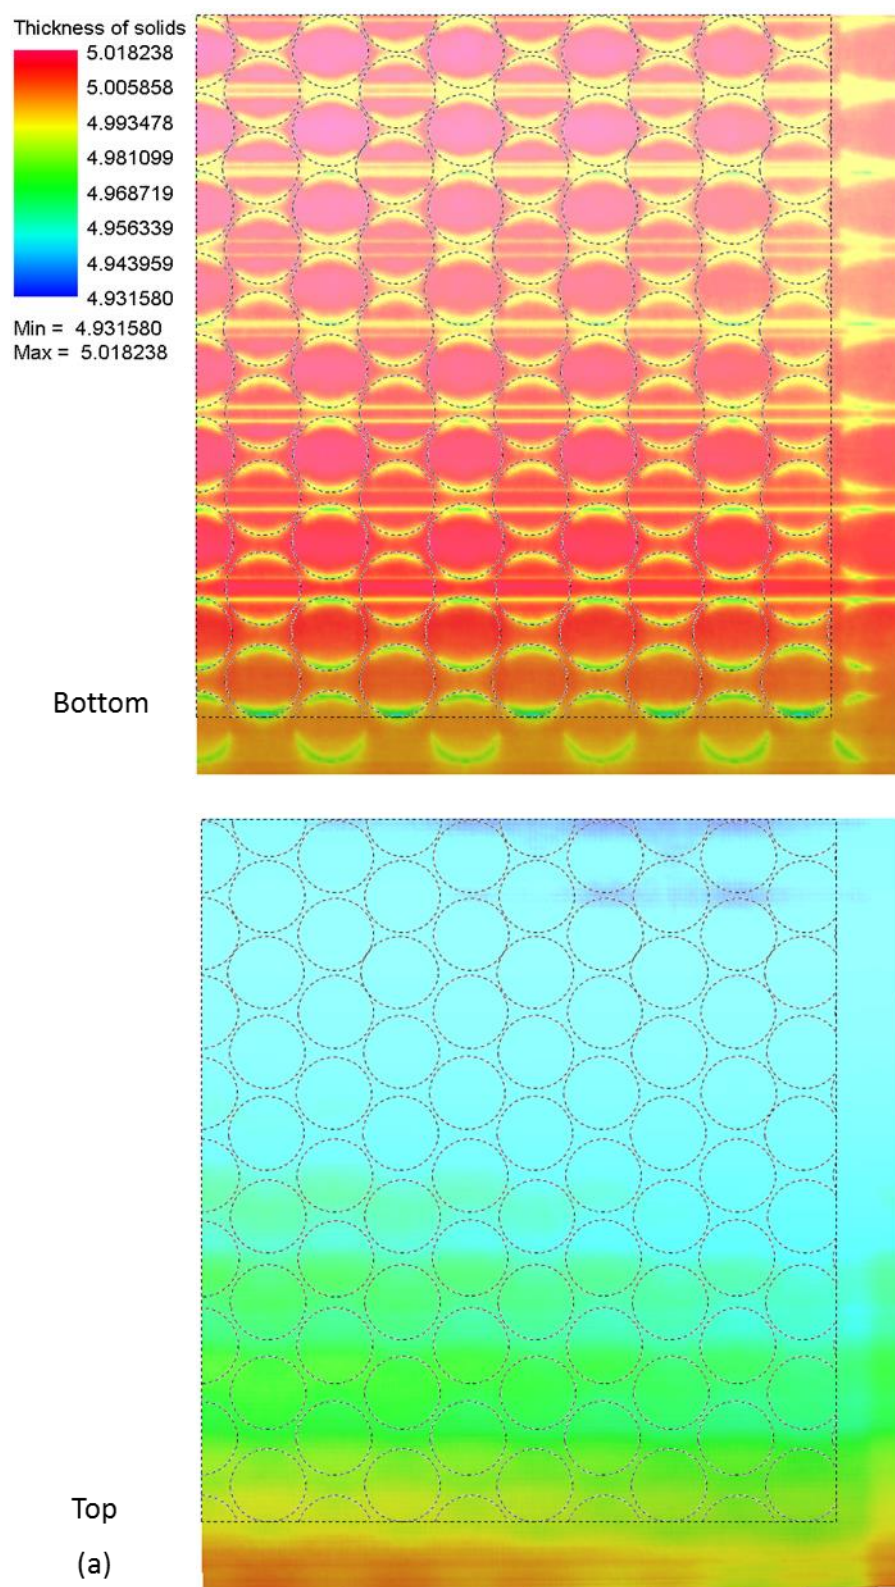 Thickness of solids
5.018238
5.005858
4.993478
4.981099
4.968719
4.956339
4.943959
4.931580
Min = 4.931580
Max = 5.018238
Bottom
Top
(a)